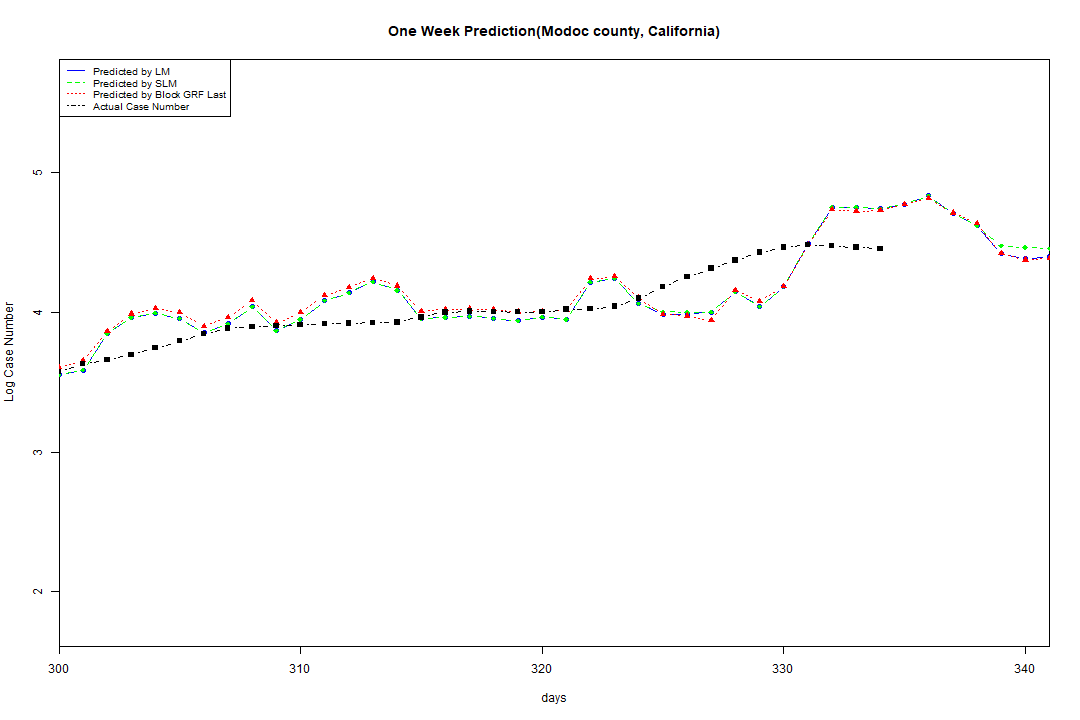 One Week Prediction(Modoc county, California)
Predicted by LM
Predicted by SLM
Predicted by Block GRF Last
Actual Case Number
5
4
3
2
Log Case Number
300 310 320 330 340
days